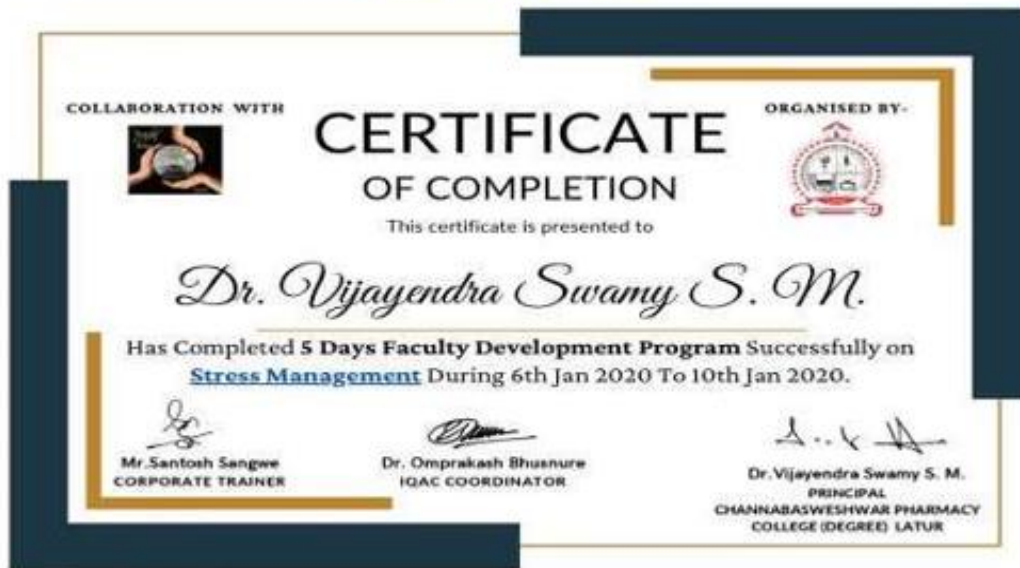 COLLABORATION WITH
ORGANISED BY-
CERTIFICATE
OF COMPLETION
This certificate is presented to
Dr. Vijayendra Swamy S. M.
Has Completed 5 Days Faculty Development Program Successfully on
Stress Management During 6th Jan 2020 To 10th Jan 2020.
Mr.Santosh Sangwe
CORPORATE TRAINER
Dr. Omprakash Bhusnure
IQAC COORDINATOR
Dr.Vijayendra Swamy S. M.
PRINCIPAL
CHANNABASWESHWAR PHARMACY
COLLEGE (DEGREE) LATUR